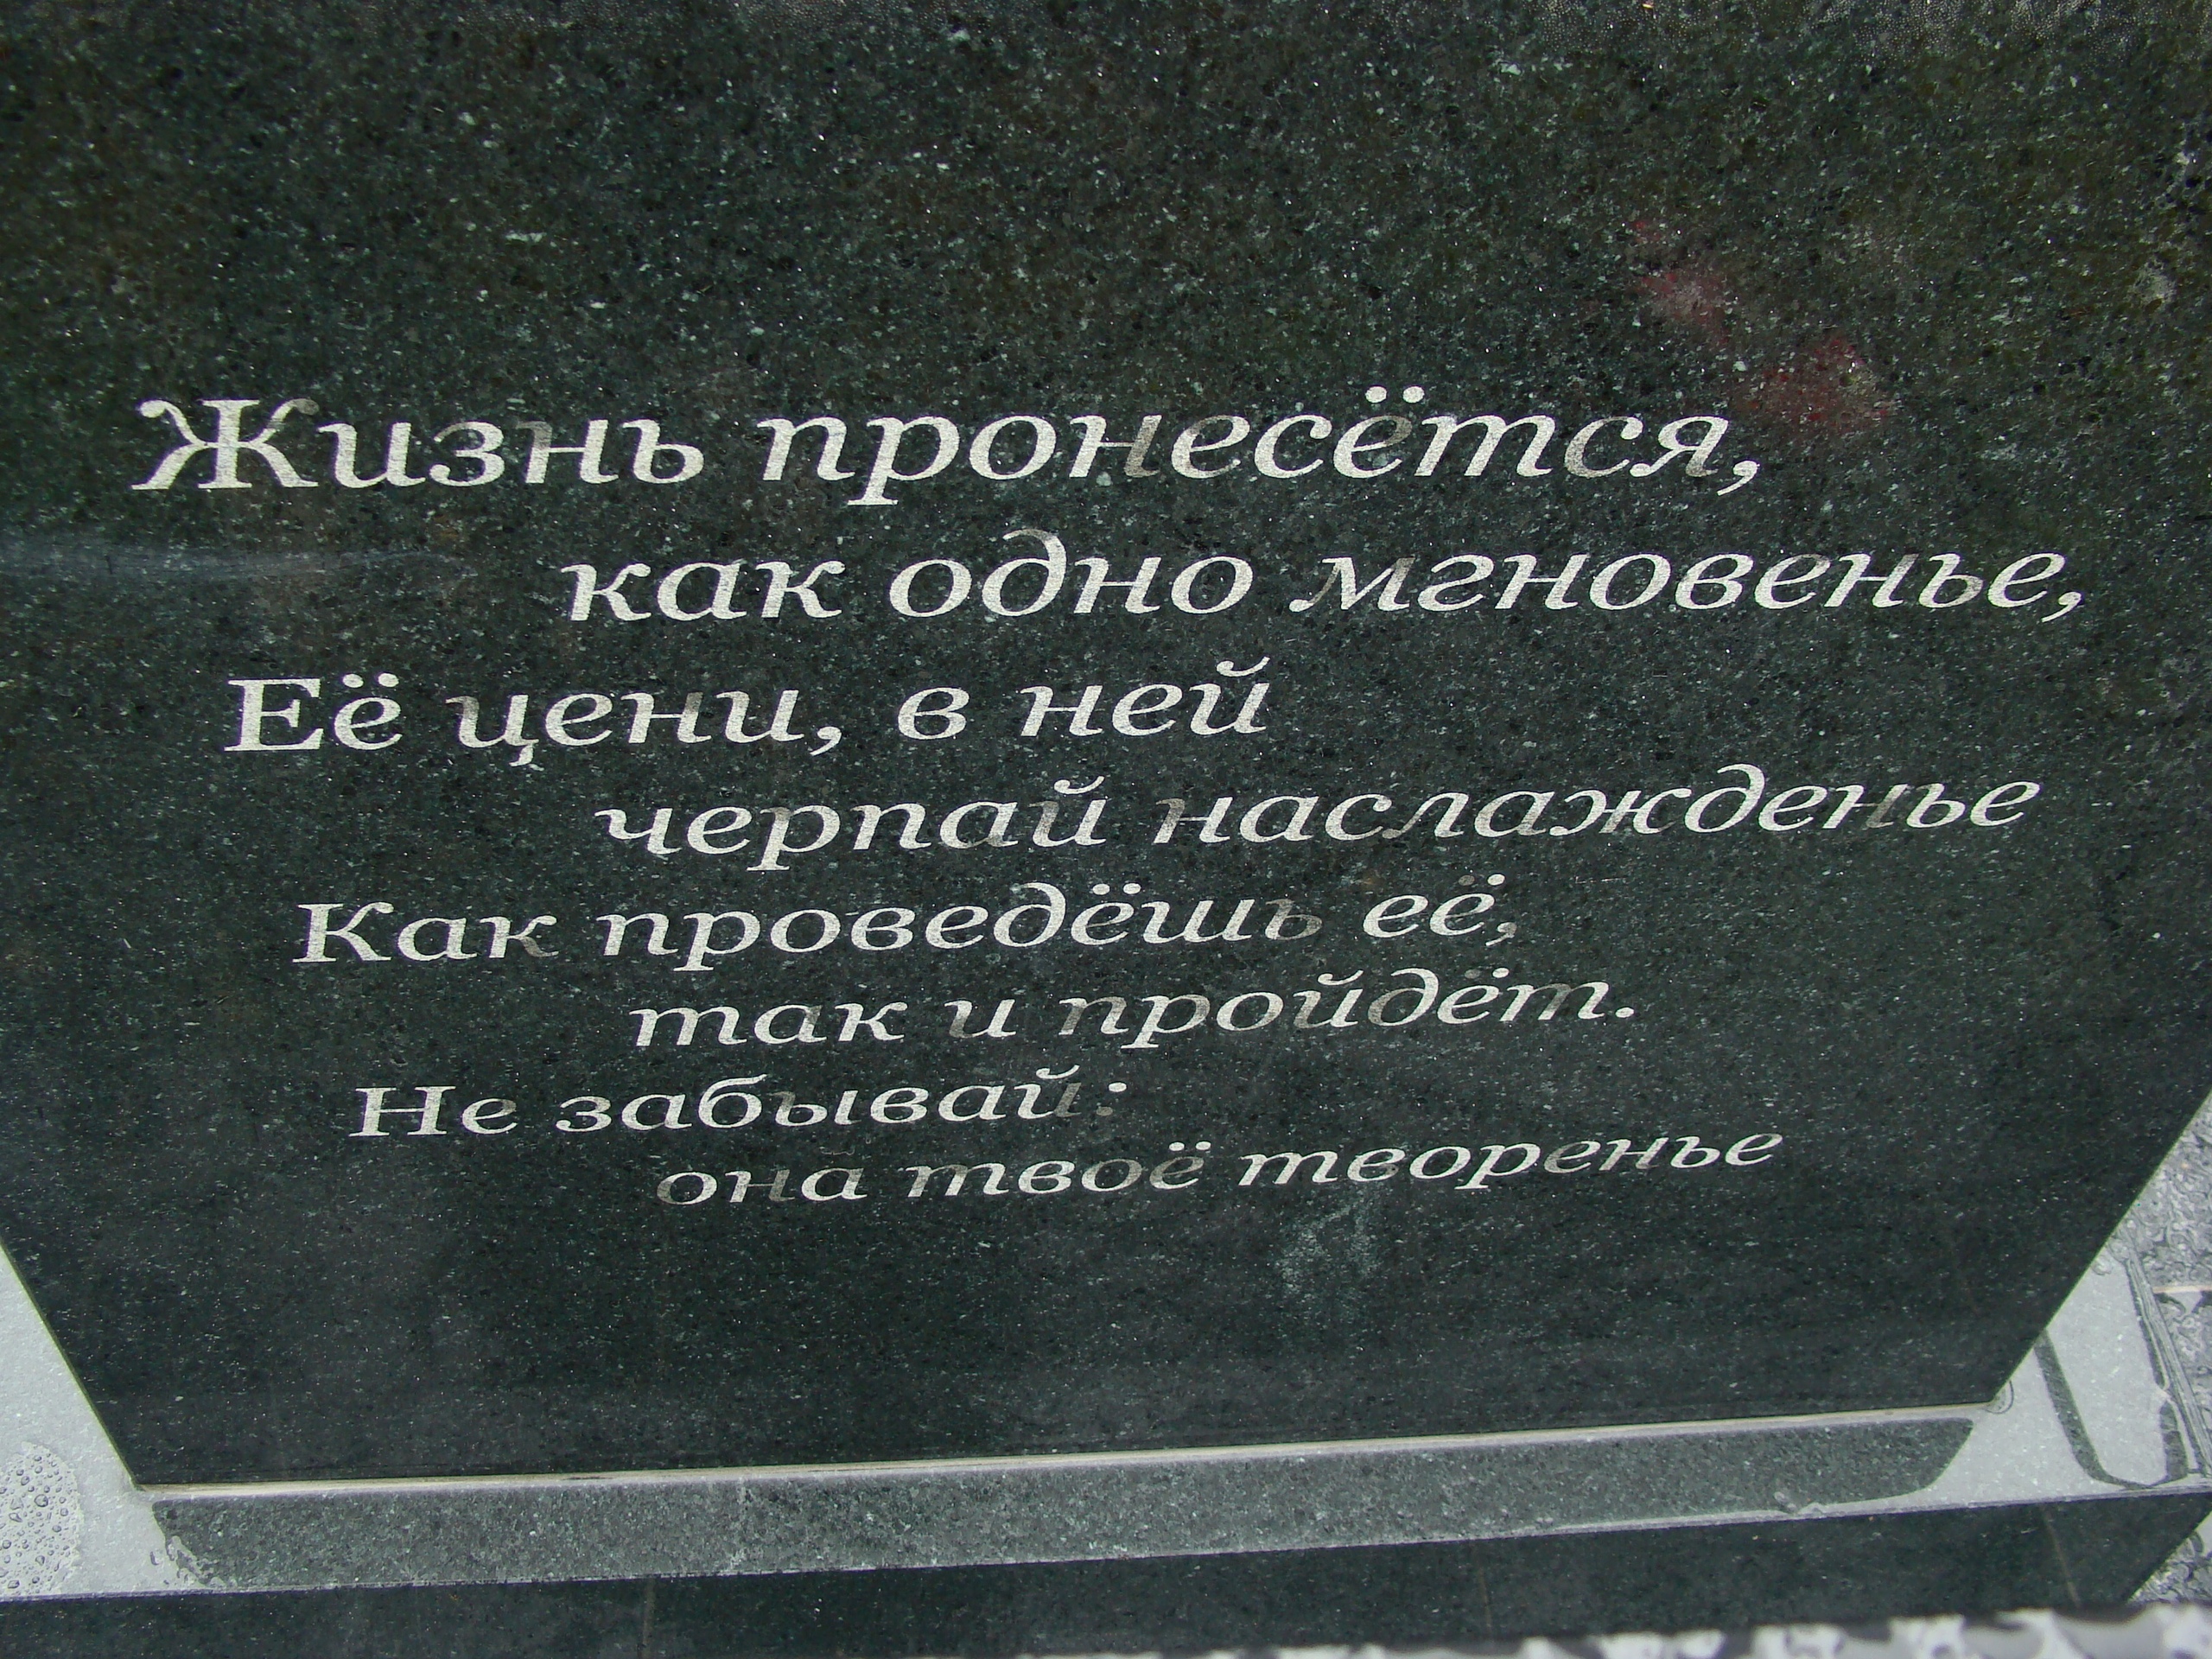 Жизнь пронесётся,
как одно мгновенье,
Её цени, в ней
черпай наслажденье
Как проведёшь её,
так и пройдёт.
Не забывай:
она твоё творенье